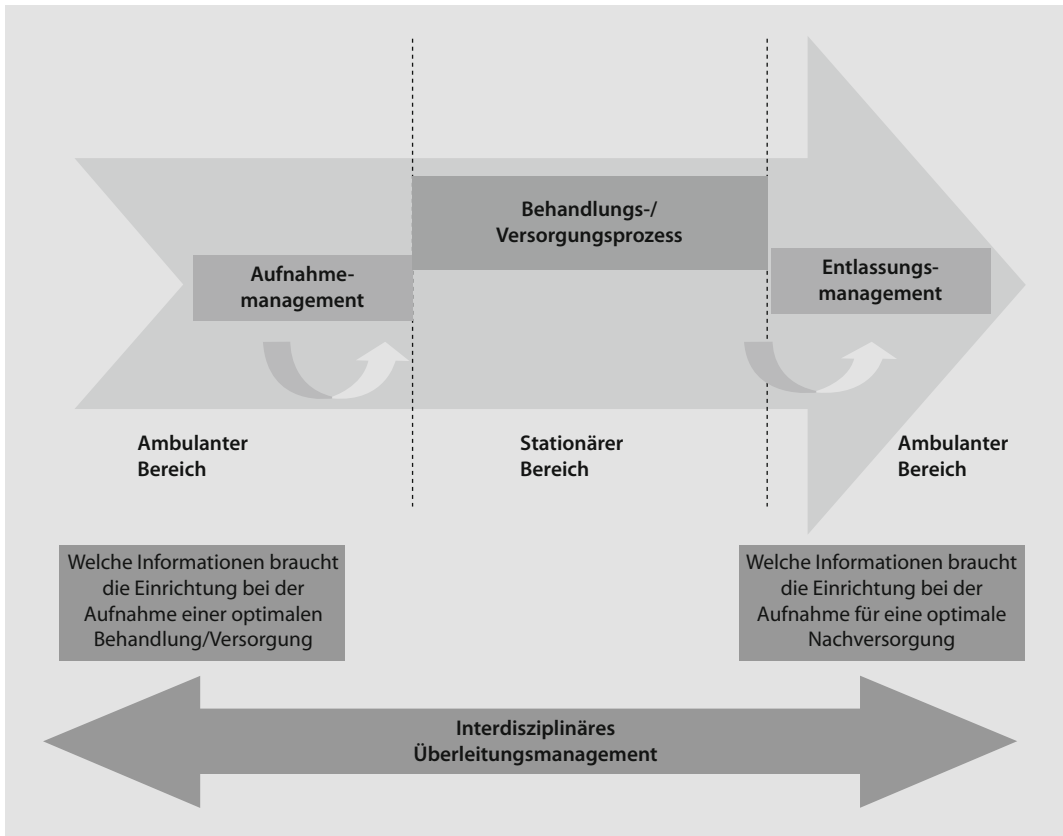 Behandlungs-/
Versorgungsprozess
Aufnahme-
management
Entlassungs-
management
Ambulanter
Bereich
Stationärer
Bereich
Ambulanter
Bereich
Welche Informationen braucht
die Einrichtung bei der
Aufnahme einer optimalen
Behandlung/Versorgung
Welche Informationen braucht
die Einrichtung bei der
Aufnahme für eine optimale
Nachversorgung
Interdisziplinäres
Überleitungsmanagement